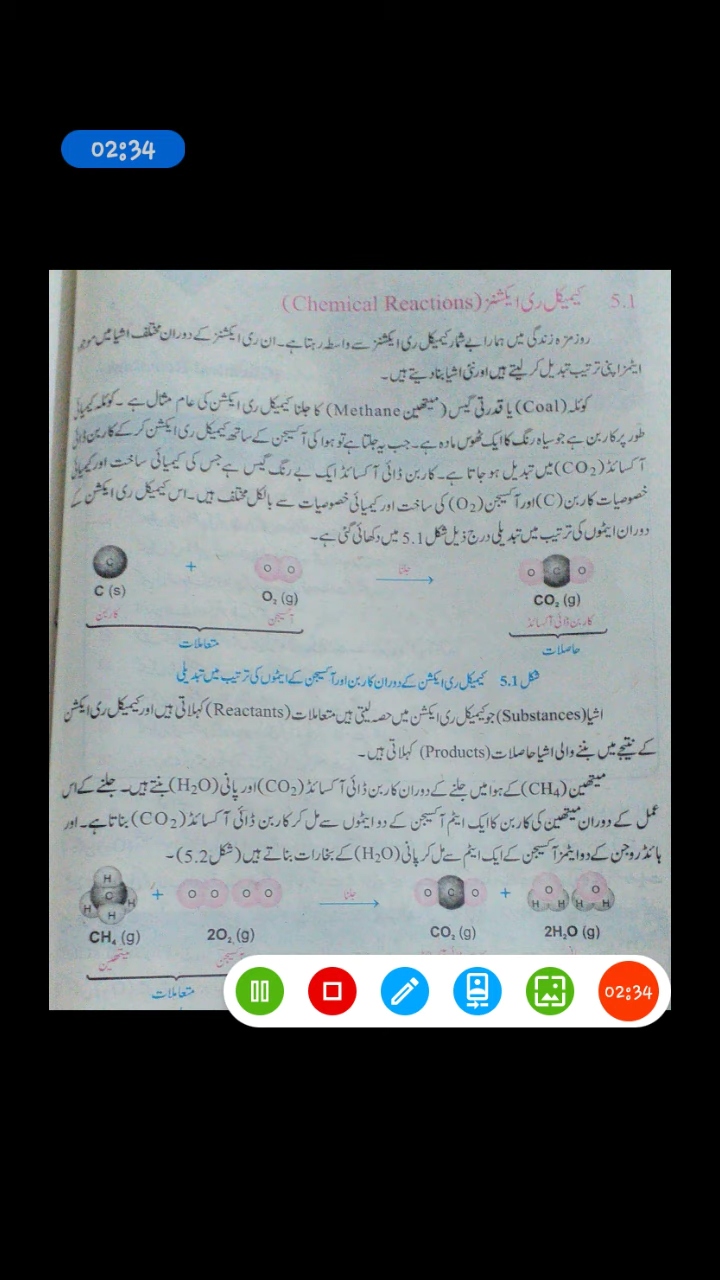 02:34
5.1 کیمیکل ری ایکشنز (Chemical Reactions)
روزمرہ زندگی میں ہمارا بے شمار کیمیکل ری ایکشنز سے واسطہ رہتا ہے۔ ان ری ایکشنز کے دوران مختلف اشیا میں
ایٹمز اپنی ترتیب تبدیل کر لیتے ہیں اور نئی اشیا بنا دیتے ہیں۔
کوئلہ (Coal) یا قدرتی گیس (میتھین Methane) کا جلنا کیمیکل ری ایکشن کی عام مثال ہے۔ کوئلہ کیمیائی
طور پر کاربن ہے جو سیاہ رنگ کا ایک ٹھوس مادہ ہے۔ جب یہ جلتا ہے تو ہوا کی آکسیجن کے ساتھ کیمیکل ری ایکشن کر کے کاربن ڈائی
آکسائڈ (CO₂) میں تبدیل ہو جاتا ہے۔ کاربن ڈائی آکسائڈ ایک بے رنگ گیس ہے جس کی کیمیائی ساخت اور کیمیائی
خصوصیات کاربن (C) اور آکسیجن (O₂) کی ساخت اور کیمیائی خصوصیات سے بالکل مختلف ہیں۔ اس کیمیکل ری ایکشن کے
دوران ایٹموں کی ترتیب میں تبدیلی درج ذیل شکل 5.1 میں دکھائی گئی ہے۔
C + O O جلنا O C O
C (s) O₂ (g) CO₂ (g)
کاربن آکسیجن کاربن ڈائی آکسائڈ
متعاملات حاصلات
شکل 5.1 کیمیکل ری ایکشن کے دوران کاربن اور آکسیجن کے ایٹموں کی ترتیب میں تبدیلی
اشیا (Substances) جو کیمیکل ری ایکشن میں حصہ لیتی ہیں متعاملات (Reactants) کہلاتی ہیں اور کیمیکل ری ایکشن
کے نتیجے میں بننے والی اشیا حاصلات (Products) کہلاتی ہیں۔
میتھین (CH₄) کے ہوا میں جلنے کے دوران کاربن ڈائی آکسائڈ (CO₂) اور پانی (H₂O) بنتے ہیں۔ جلنے کے اس
عمل کے دوران میتھین کی کاربن کا ایک ایٹم آکسیجن کے دو ایٹموں سے مل کر کاربن ڈائی آکسائڈ (CO₂) بناتا ہے۔ اور
ہائڈروجن کے دو ایٹمز آکسیجن کے ایک ایٹم سے مل کر پانی (H₂O) کے بخارات بناتے ہیں (شکل 5.2)۔
H C H H H + O O O O جلنا O C O + O H H O H H
CH₄ (g) 2O₂ (g) CO₂ (g) 2H₂O (g)
میتھین
متعاملات
02:34